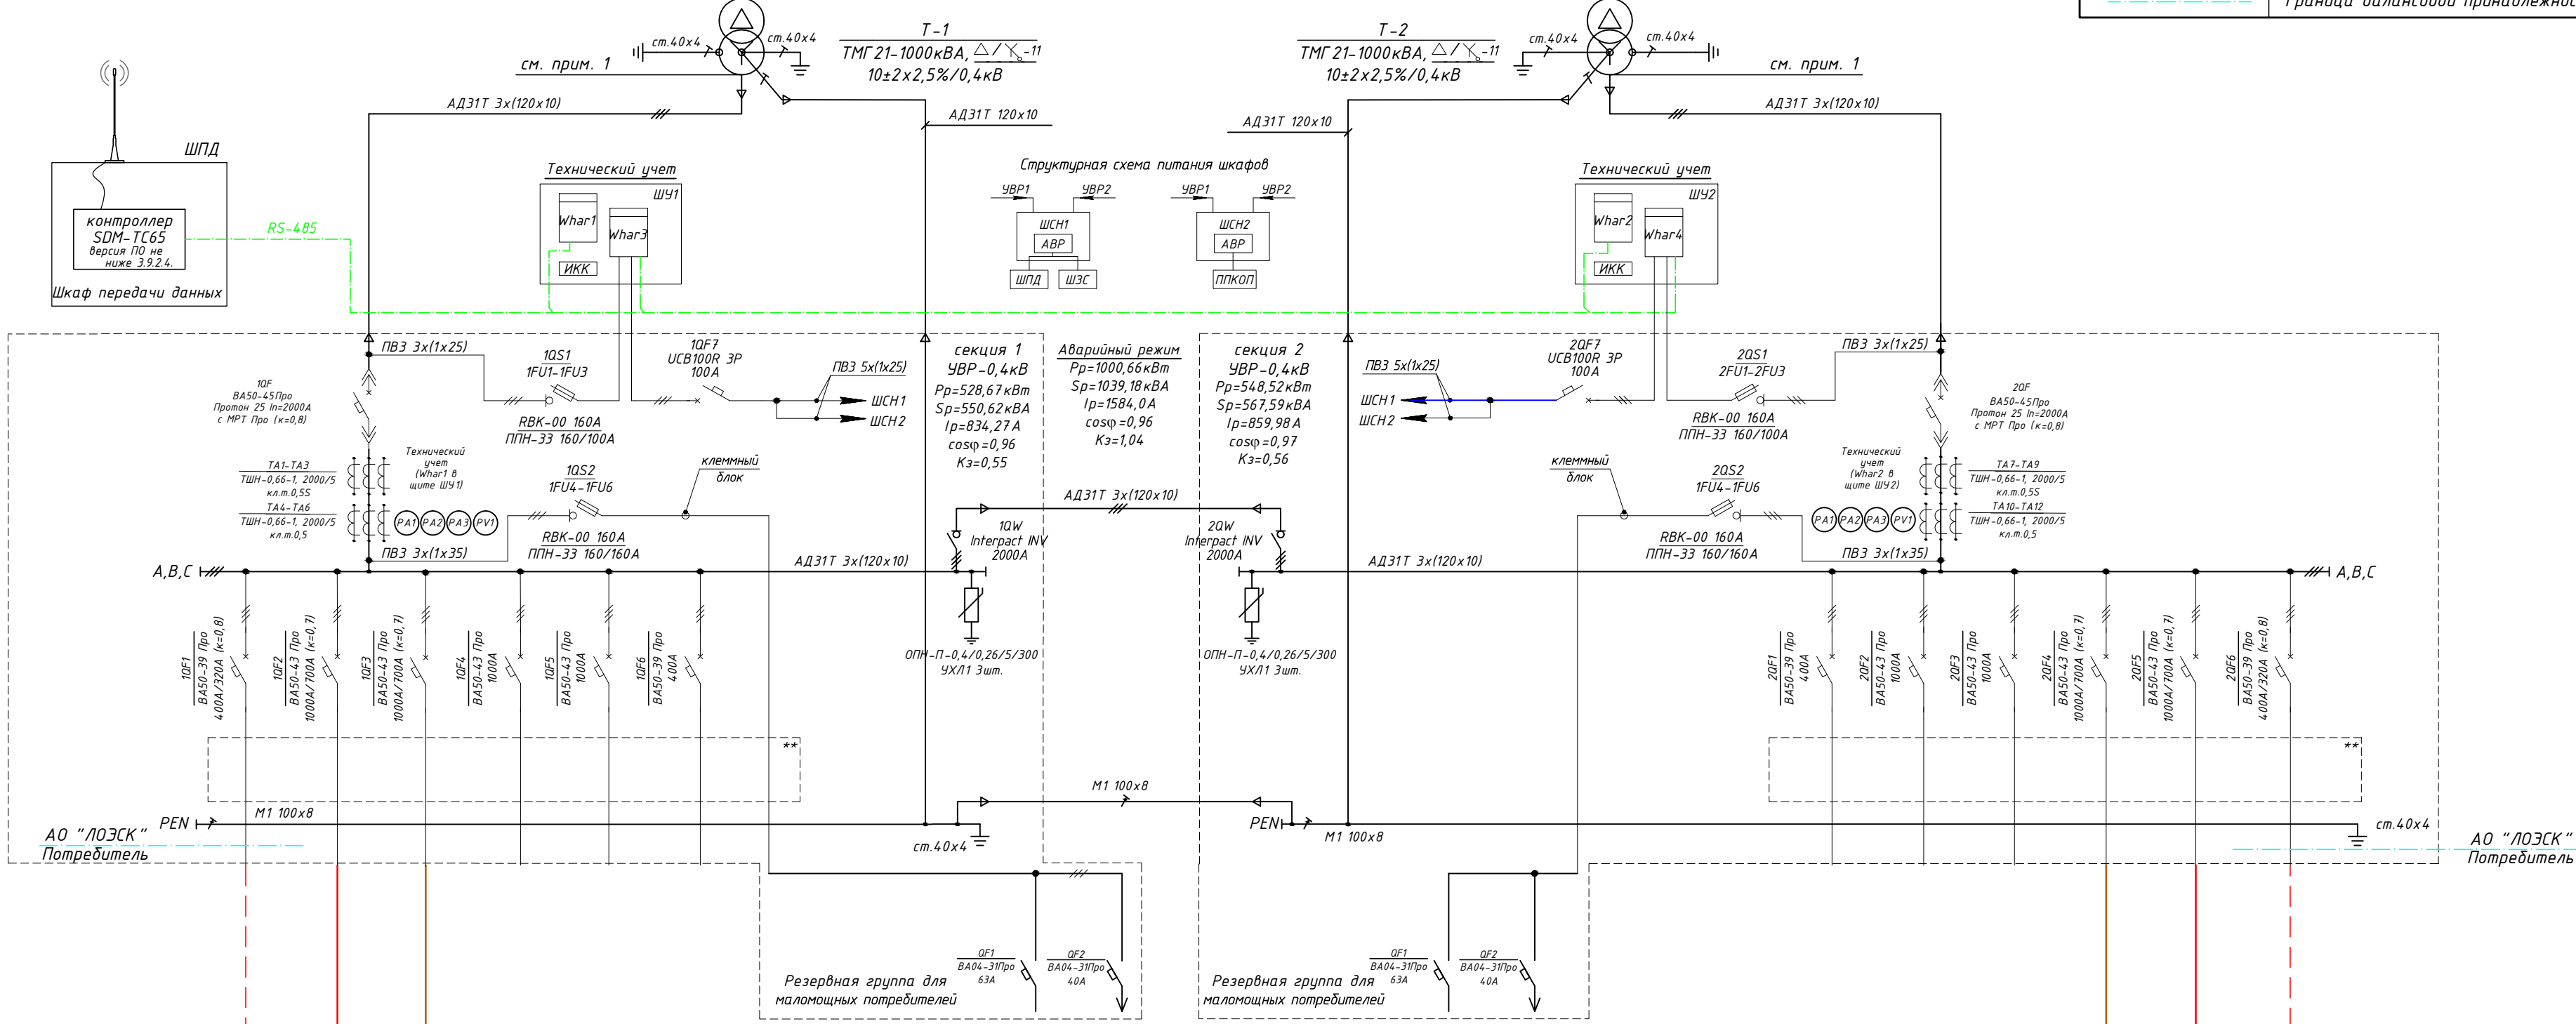 Граница балансовой принадлежнос
Т-1
ТМГ21-1000кВА, △/Y-11
10±2х2,5%/0,4кВ
ст.40х4
ст.40х4
см. прим. 1
АД31Т 3х(120х10)
АД31Т 120х10
Т-2
ТМГ21-1000кВА, △/Y-11
10±2х2,5%/0,4кВ
ст.40х4
ст.40х4
см. прим. 1
АД31Т 3х(120х10)
АД31Т 120х10
ШПД
контроллер
SDM-TC65
версия ПО не
ниже 3.9.2.4.
Шкаф передачи данных
RS-485
Технический учет
ШУ1
Whar1
Whar3
ИКК
Структурная схема питания шкафов
УВР1
УВР2
ШСН1
АВР
ШПД
ШЗС
УВР1
УВР2
ШСН2
АВР
ППКОП
Технический учет
ШУ2
Whar2
Whar4
ИКК
ПВ3 3х(1х25)
1QS1
1FU1-1FU3
RBK-00 160А
ППН-33 160/100А
1QF7
UCB100R 3P
100А
ПВ3 5х(1х25)
ШСН1
ШСН2
1QF
ВА50-45Про
Протон 25 In=2000А
с МРТ Про (к=0,8)
ТА1-ТА3
ТШН-0,66-1, 2000/5
кл.т.0,5S
ТА4-ТА6
ТШН-0,66-1, 2000/5
кл.т.0,5
Технический
учет
(Whar1 в
щите ШУ1)
PA1
PA2
PA3
PV1
ПВ3 3х(1х35)
1QS2
1FU4-1FU6
RBK-00 160А
ППН-33 160/160А
клеммный
блок
секция 1
УВР-0,4кВ
Pp=528,67кВт
Sp=550,62кВА
Ip=834,27А
cosφ=0,96
Кз=0,55
Аварийный режим
Pp=1000,66кВт
Sp=1039,18кВА
Ip=1584,0А
cosφ=0,96
Кз=1,04
секция 2
УВР-0,4кВ
Pp=548,52кВт
Sp=567,59кВА
Ip=859,98А
cosφ=0,97
Кз=0,56
ПВ3 5х(1х25)
ШСН1
ШСН2
2QF7
UCB100R 3P
100А
2QS1
2FU1-2FU3
RBK-00 160А
ППН-33 160/100А
ПВ3 3х(1х25)
2QF
ВА50-45Про
Протон 25 In=2000А
с МРТ Про (к=0,8)
Технический
учет
(Whar2 в
щите ШУ2)
ТА7-ТА9
ТШН-0,66-1, 2000/5
кл.т.0,5S
ТА10-ТА12
ТШН-0,66-1, 2000/5
кл.т.0,5
PA1
PA2
PA3
PV1
клеммный
блок
2QS2
1FU4-1FU6
RBK-00 160А
ППН-33 160/160А
ПВ3 3х(1х35)
АД31Т 3х(120х10)
1QW
Interpact INV
2000А
2QW
Interpact INV
2000А
А,В,С
АД31Т 3х(120х10)
АД31Т 3х(120х10)
А,В,С
ОПН-П-0,4/0,26/5/300
УХЛ1 3шт.
ОПН-П-0,4/0,26/5/300
УХЛ1 3шт.
1QF1
ВА50-39 Про
400А/320А (к=0,8)
1QF2
ВА50-43 Про
1000А/700А (к=0,7)
1QF3
ВА50-43 Про
1000А/700А (к=0,7)
1QF4
ВА50-43 Про
1000А
1QF5
ВА50-43 Про
1000А
1QF6
ВА50-39 Про
400А
2QF1
ВА50-39 Про
400А
2QF2
ВА50-43 Про
1000А
2QF3
ВА50-43 Про
1000А
2QF4
ВА50-43 Про
1000А/700А (к=0,7)
2QF5
ВА50-43 Про
1000А/700А (к=0,7)
2QF6
ВА50-39 Про
400А/320А (к=0,8)
**
**
PEN
М1 100х8
М1 100х8
ст.40х4
PEN
М1 100х8
ст.40х4
АО "ЛОЭСК"
Потребитель
АО "ЛОЭСК"
Потребитель
Резервная группа для
маломощных потребителей
QF1
ВА04-31Про
63А
QF2
ВА04-31Про
40А
Резервная группа для
маломощных потребителей
QF1
ВА04-31Про
63А
QF2
ВА04-31Про
40А